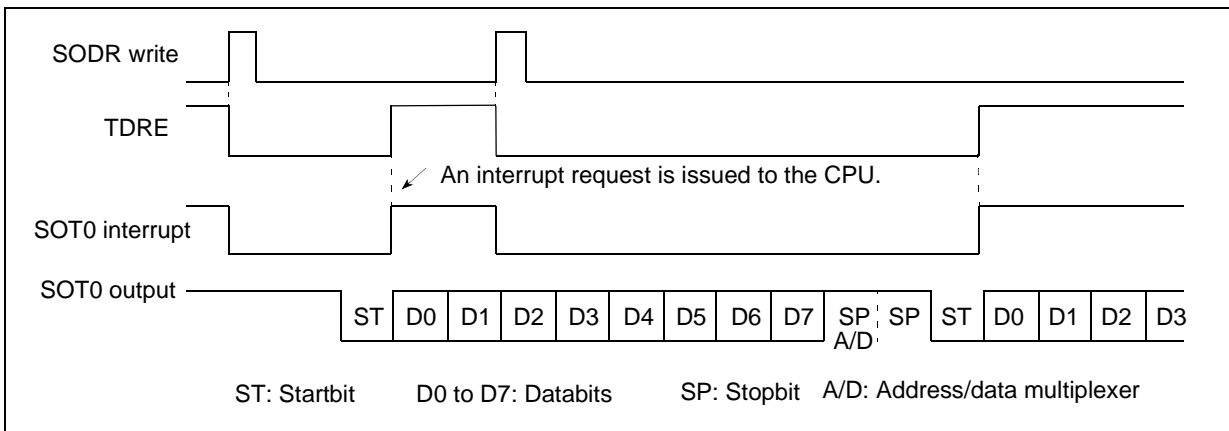 SODR write
TDRE
An interrupt request is issued to the CPU.
SOT0 interrupt
SOT0 output
ST D0 D1 D2 D3 D4 D5 D6 D7 SP SP ST D0 D1 D2 D3
A/D
ST: Startbit D0 to D7: Databits SP: Stopbit A/D: Address/data multiplexer